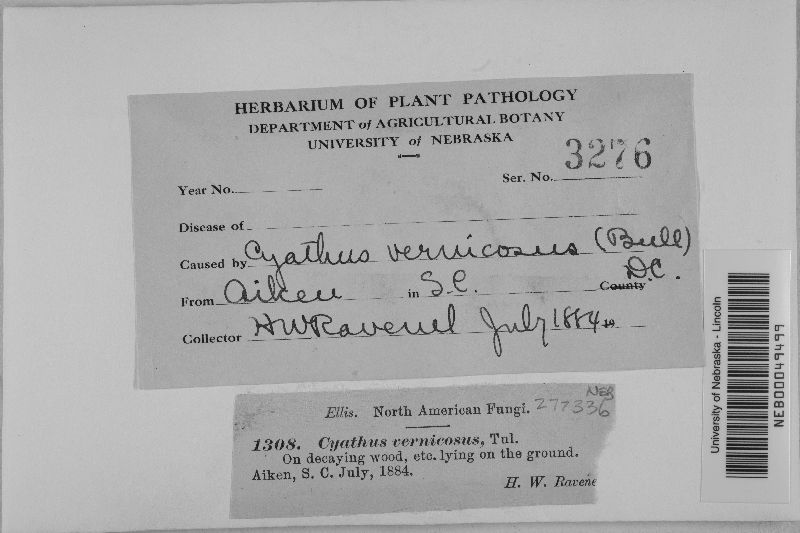 HERBARIUM OF PLANT PATHOLOGY
DEPARTMENT of AGRICULTURAL BOTANY
UNIVERSITY of NEBRASKA
Year No.
Ser. No. 3276
Disease of
Caused by Cyathus vernicosus (Bull)
D.C.
From Aiken in S.C. County
Collector H W Ravenel July 1884 19
NEB
277336
Ellis. North American Fungi.
1308. Cyathus vernicosus, Tul.
On decaying wood, etc. lying on the ground.
Aiken, S. C. July, 1884.
H. W. Ravene
University of Nebraska - Lincoln
NEB00049499